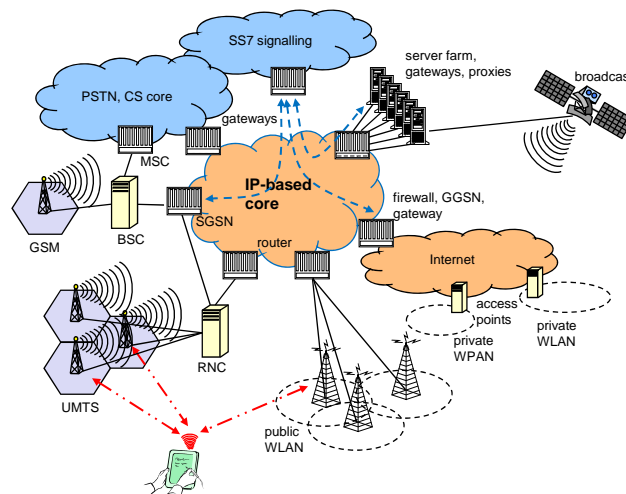 SS7 signalling
server farm,
gateways, proxies
broadcast
PSTN, CS core
gateways
MSC
IP-based
core
firewall, GGSN,
gateway
SGSN
GSM
BSC
router
Internet
access
points
private
WPAN
private
WLAN
RNC
UMTS
public
WLAN